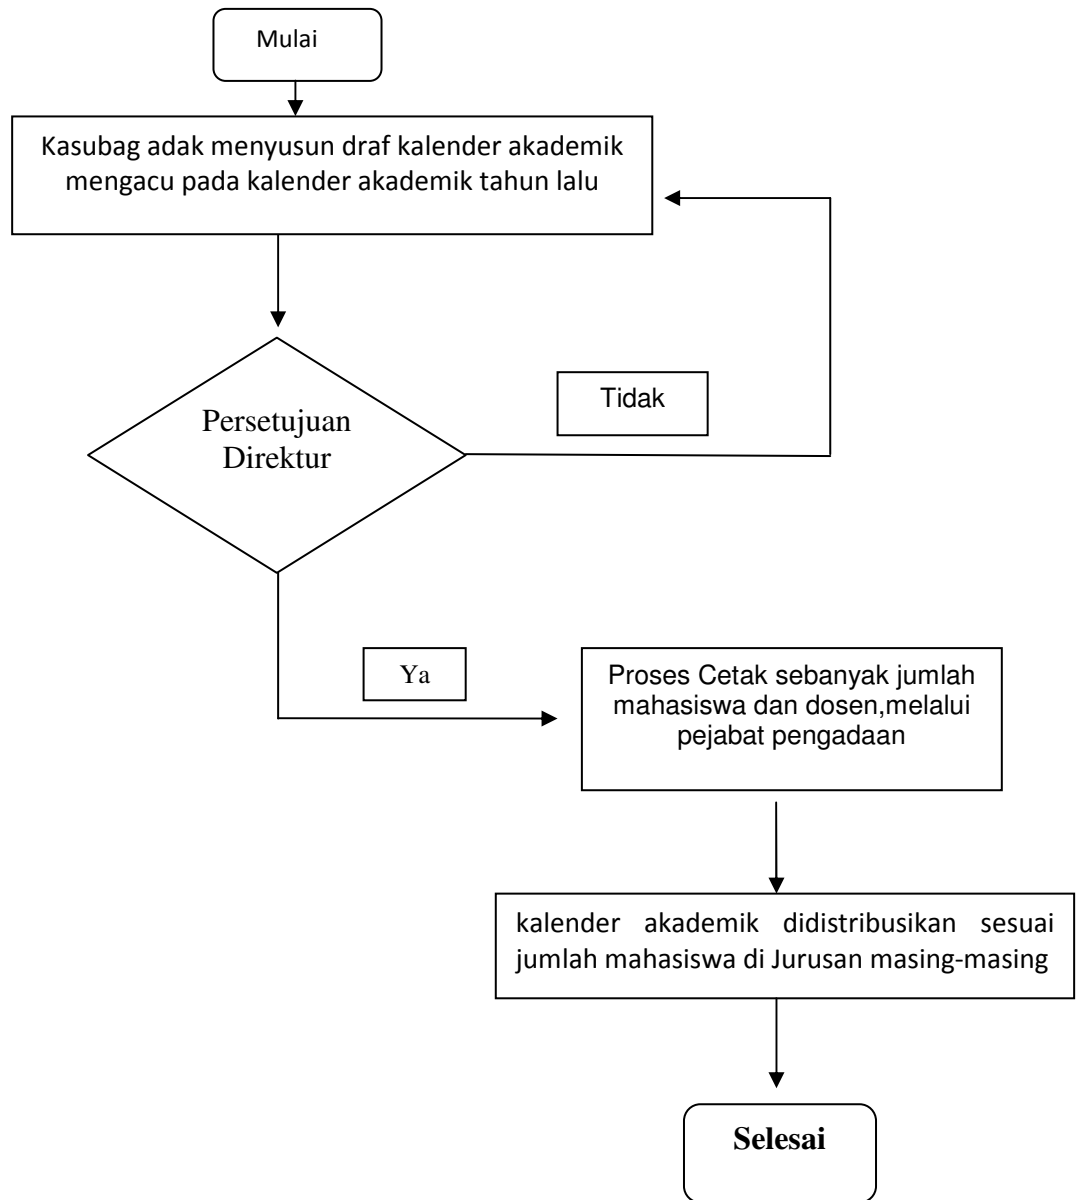 Mulai
Kasubag adak menyusun draf kalender akademik
mengacu pada kalender akademik tahun lalu
Persetujuan
Direktur
Tidak
Ya
Proses Cetak sebanyak jumlah
mahasiswa dan dosen,melalui
pejabat pengadaan
kalender akademik didistribusikan sesuai
jumlah mahasiswa di Jurusan masing-masing
Selesai